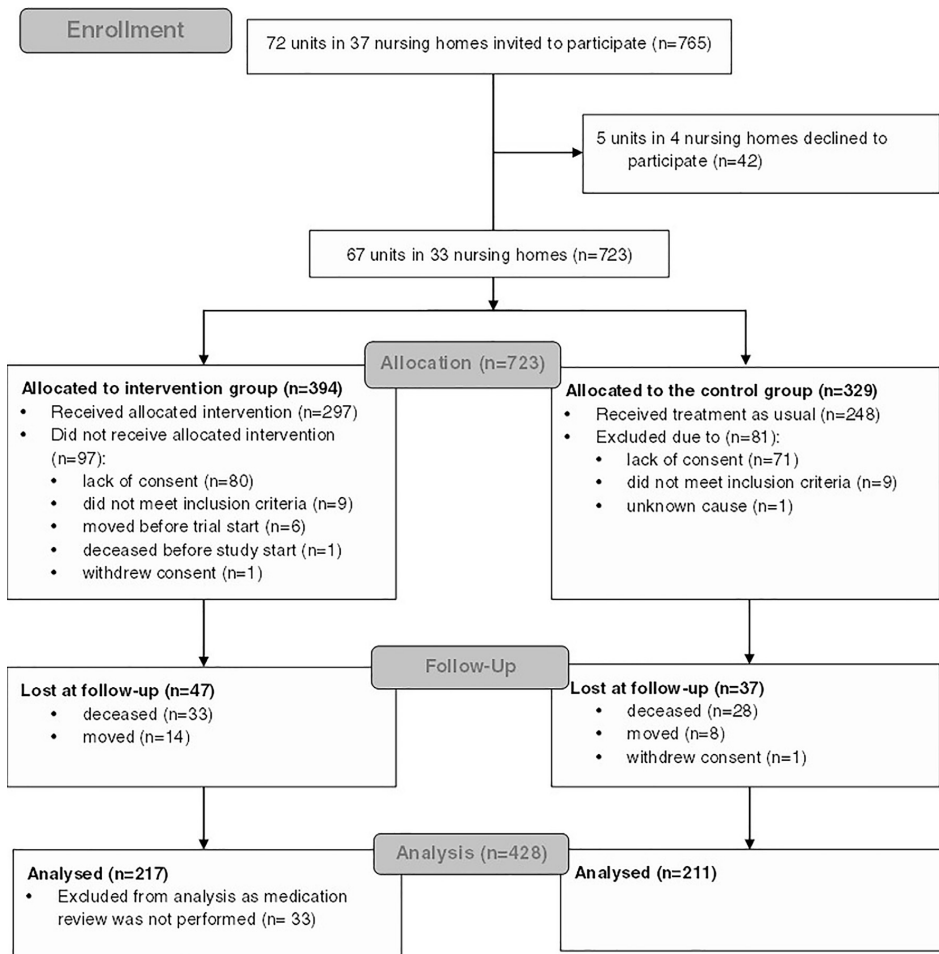 Enrollment
72 units in 37 nursing homes invited to participate (n=765)
5 units in 4 nursing homes declined to
participate (n=42)
67 units in 33 nursing homes (n=723)
Allocation (n=723)
Allocated to intervention group (n=394)
• Received allocated intervention (n=297)
• Did not receive allocated intervention
(n=97):
• lack of consent (n=80)
• did not meet inclusion criteria (n=9)
• moved before trial start (n=6)
• deceased before study start (n=1)
• withdrew consent (n=1)
Allocated to the control group (n=329)
• Received treatment as usual (n=248)
• Excluded due to (n=81):
• lack of consent (n=71)
• did not meet inclusion criteria (n=9)
• unknown cause (n=1)
Follow-Up
Lost at follow-up (n=47)
• deceased (n=33)
• moved (n=14)
Lost at follow-up (n=37)
• deceased (n=28)
• moved (n=8)
• withdrew consent (n=1)
Analysis (n=428)
Analysed (n=217)
• Excluded from analysis as medication
review was not performed (n= 33)
Analysed (n=211)